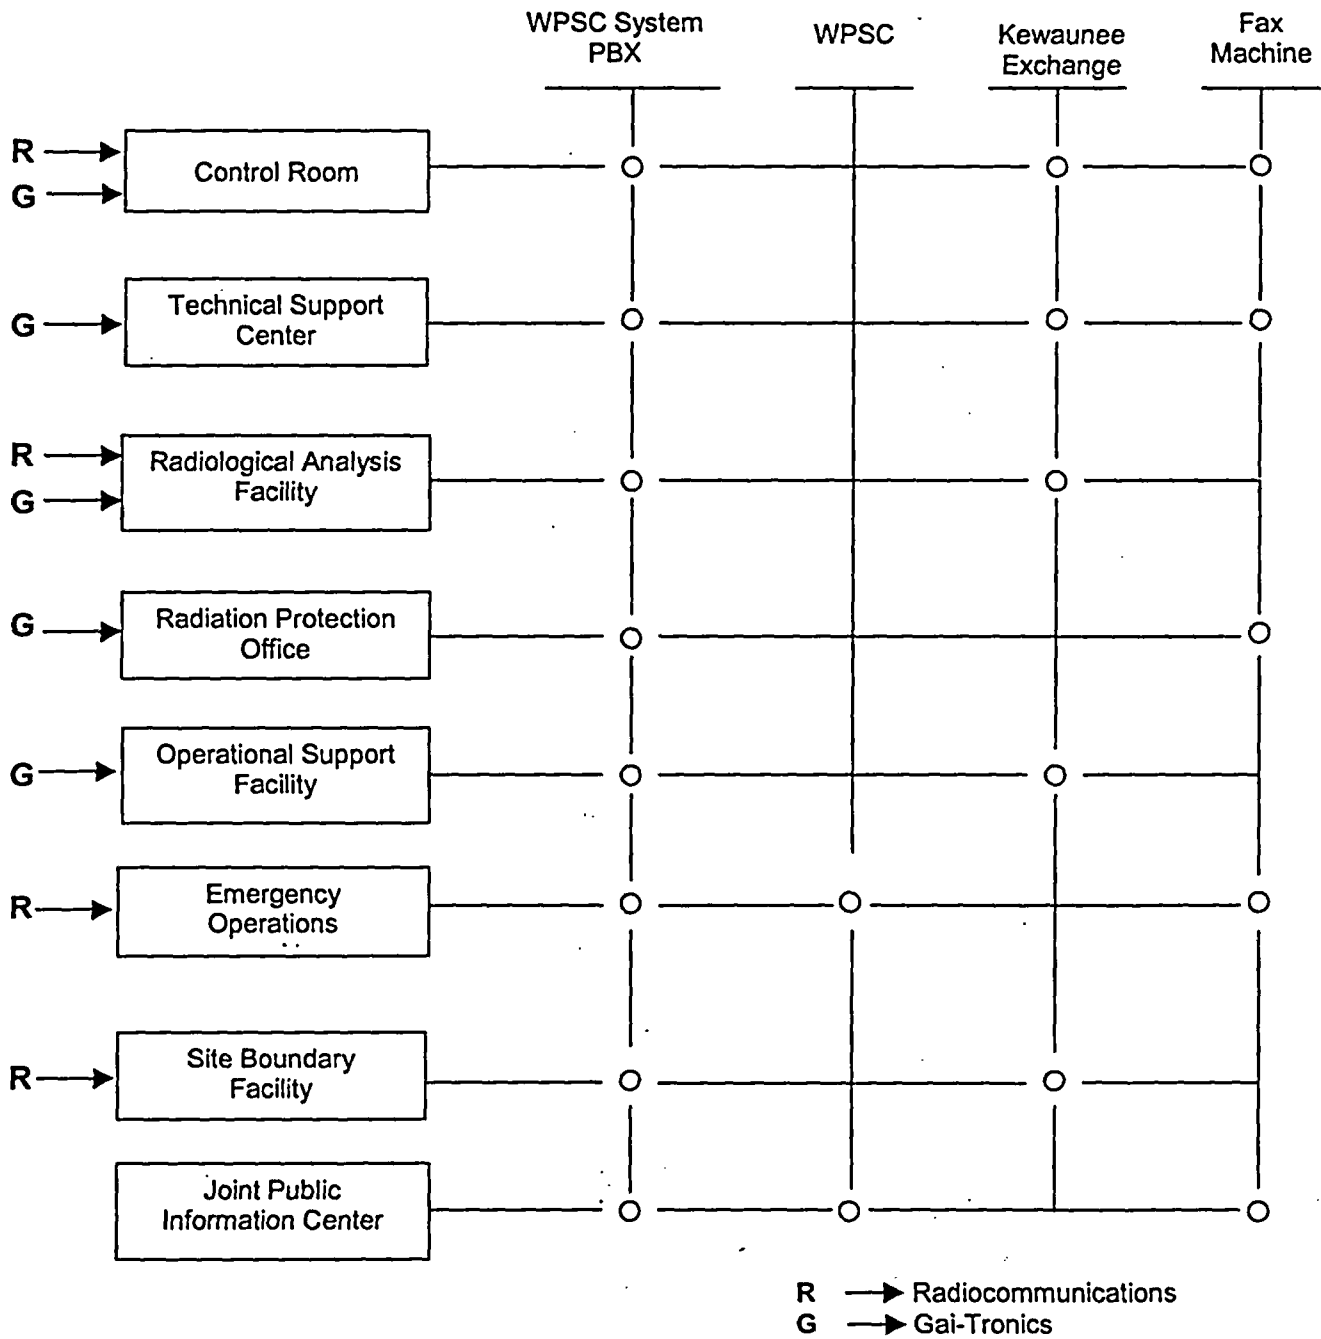 WPSC System
PBX
WPSC
Kewaunee
Exchange
Fax
Machine
R
G
Control Room
G
Technical Support
Center
R
G
Radiological Analysis
Facility
G
Radiation Protection
Office
G
Operational Support
Facility
R
Emergency
Operations
R
Site Boundary
Facility
Joint Public
Information Center
R Radiocommunications
G Gai-Tronics